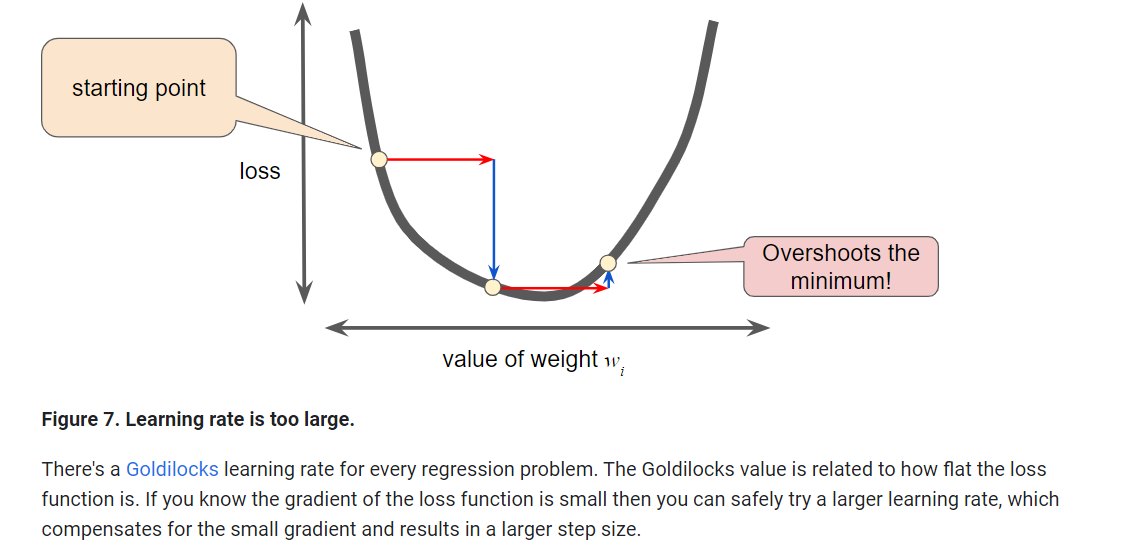 starting point
loss
Overshoots the
minimum!
value of weight wi
Figure 7. Learning rate is too large.
There's a Goldilocks learning rate for every regression problem. The Goldilocks value is related to how flat the loss
function is. If you know the gradient of the loss function is small then you can safely try a larger learning rate, which
compensates for the small gradient and results in a larger step size.